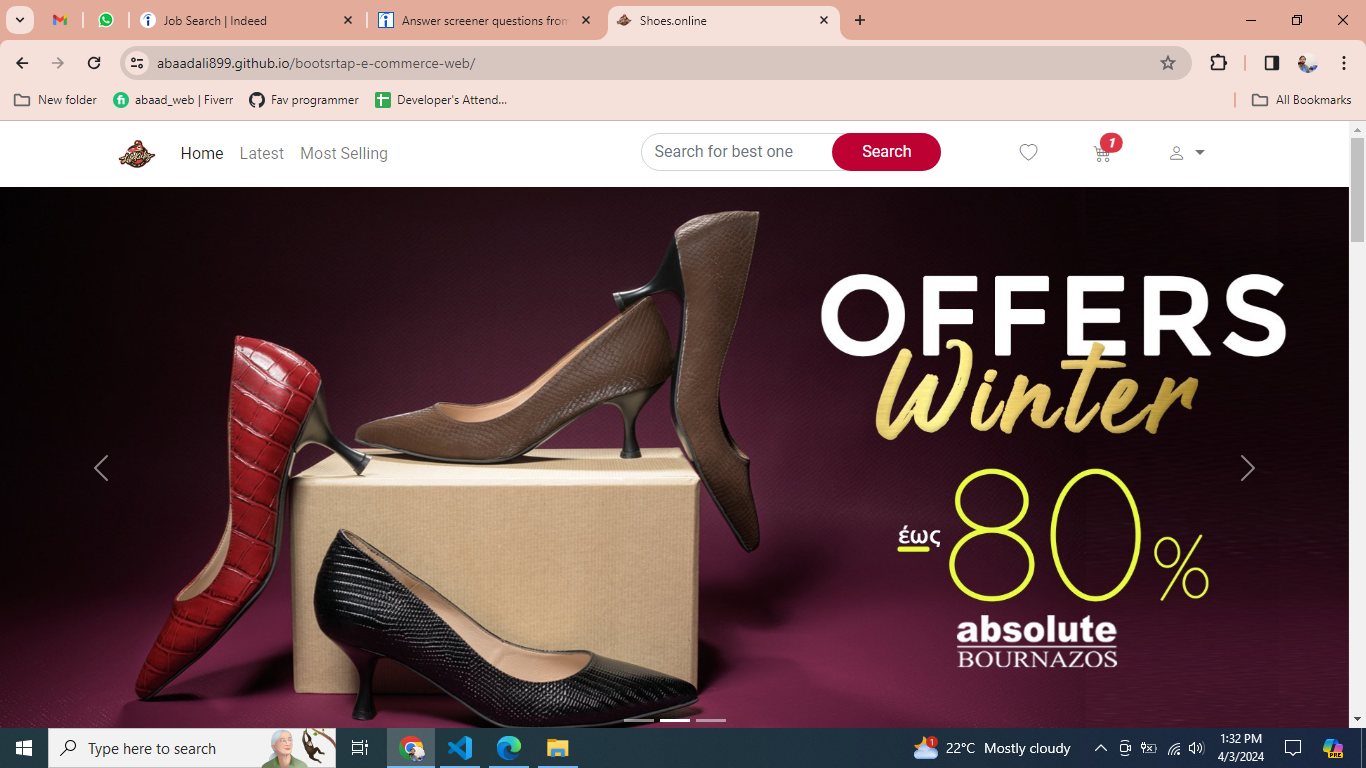 Job Search | Indeed
Answer screener questions from
Shoes.online
abaadali899.github.io/bootsrtap-e-commerce-web/
New folder
abaad_web | Fiverr
Fav programmer
Developer's Attend...
All Bookmarks
Home
Latest
Most Selling
Search for best one
Search
1
OFFERS
Winter
έως
80%
absolute
BOURNAZOS
Type here to search
1
22°C Mostly cloudy
1:32 PM
4/3/2024
PRE